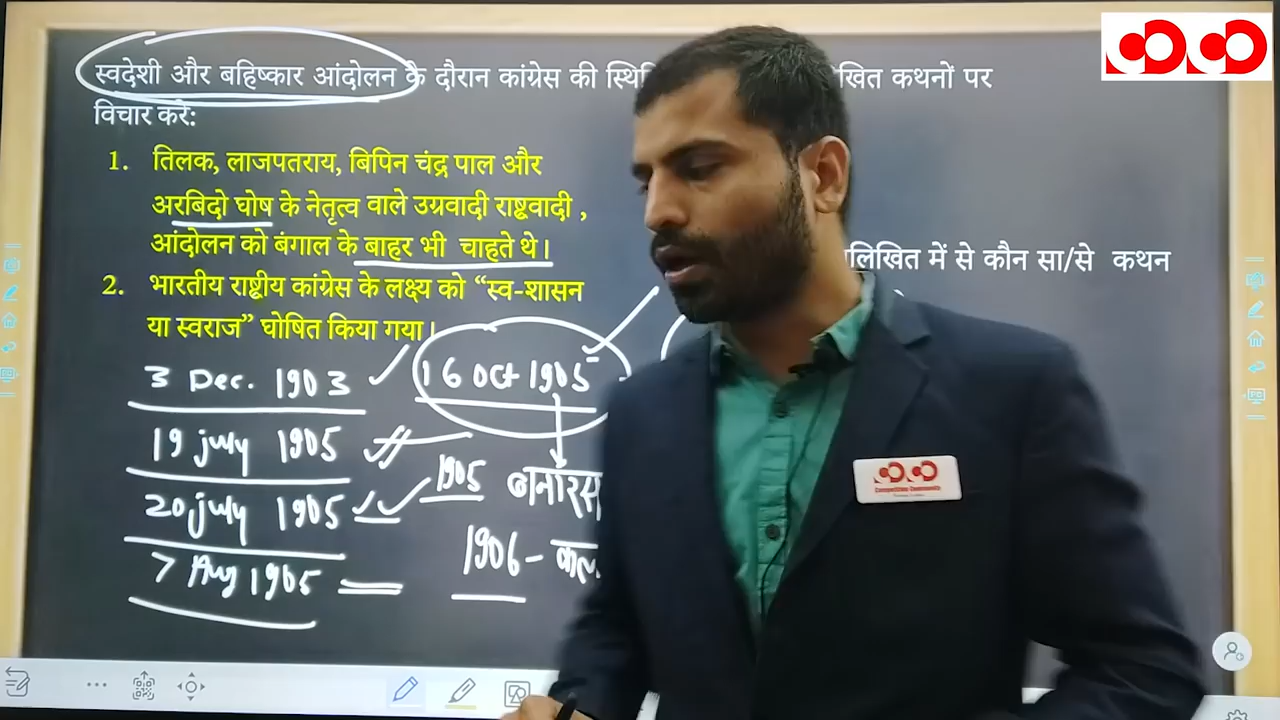 स्वदेशी और बहिष्कार आंदोलन के दौरान कांग्रेस की स्थि खित कथनों पर
विचार करें:
1. तिलक, लाजपतराय, बिपिन चंद्र पाल और
अरबिदो घोष के नेतृत्व वाले उग्रवादी राष्ट्रवादी ,
आंदोलन को बंगाल के बाहर भी चाहते थे।
लिखित में से कौन सा/से कथन
2. भारतीय राष्ट्रीय कांग्रेस के लक्ष्य को “स्व-शासन
या स्वराज” घोषित किया गया।
3 Dec. 1903
16 Oct 1905
19 july 1905
1905 बनारस
20 july 1905
1906 - कल
7 Aug 1905
Competition Community